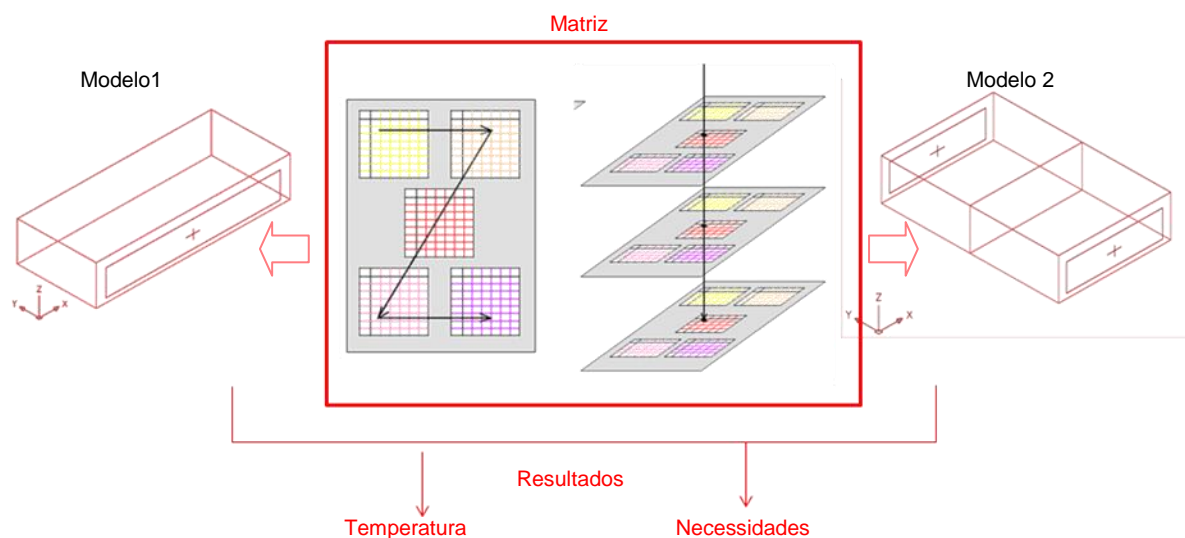 Matriz
Modelo1
Modelo 2
Z
Y
X
Z
Y
X
Resultados
Temperatura
Necessidades